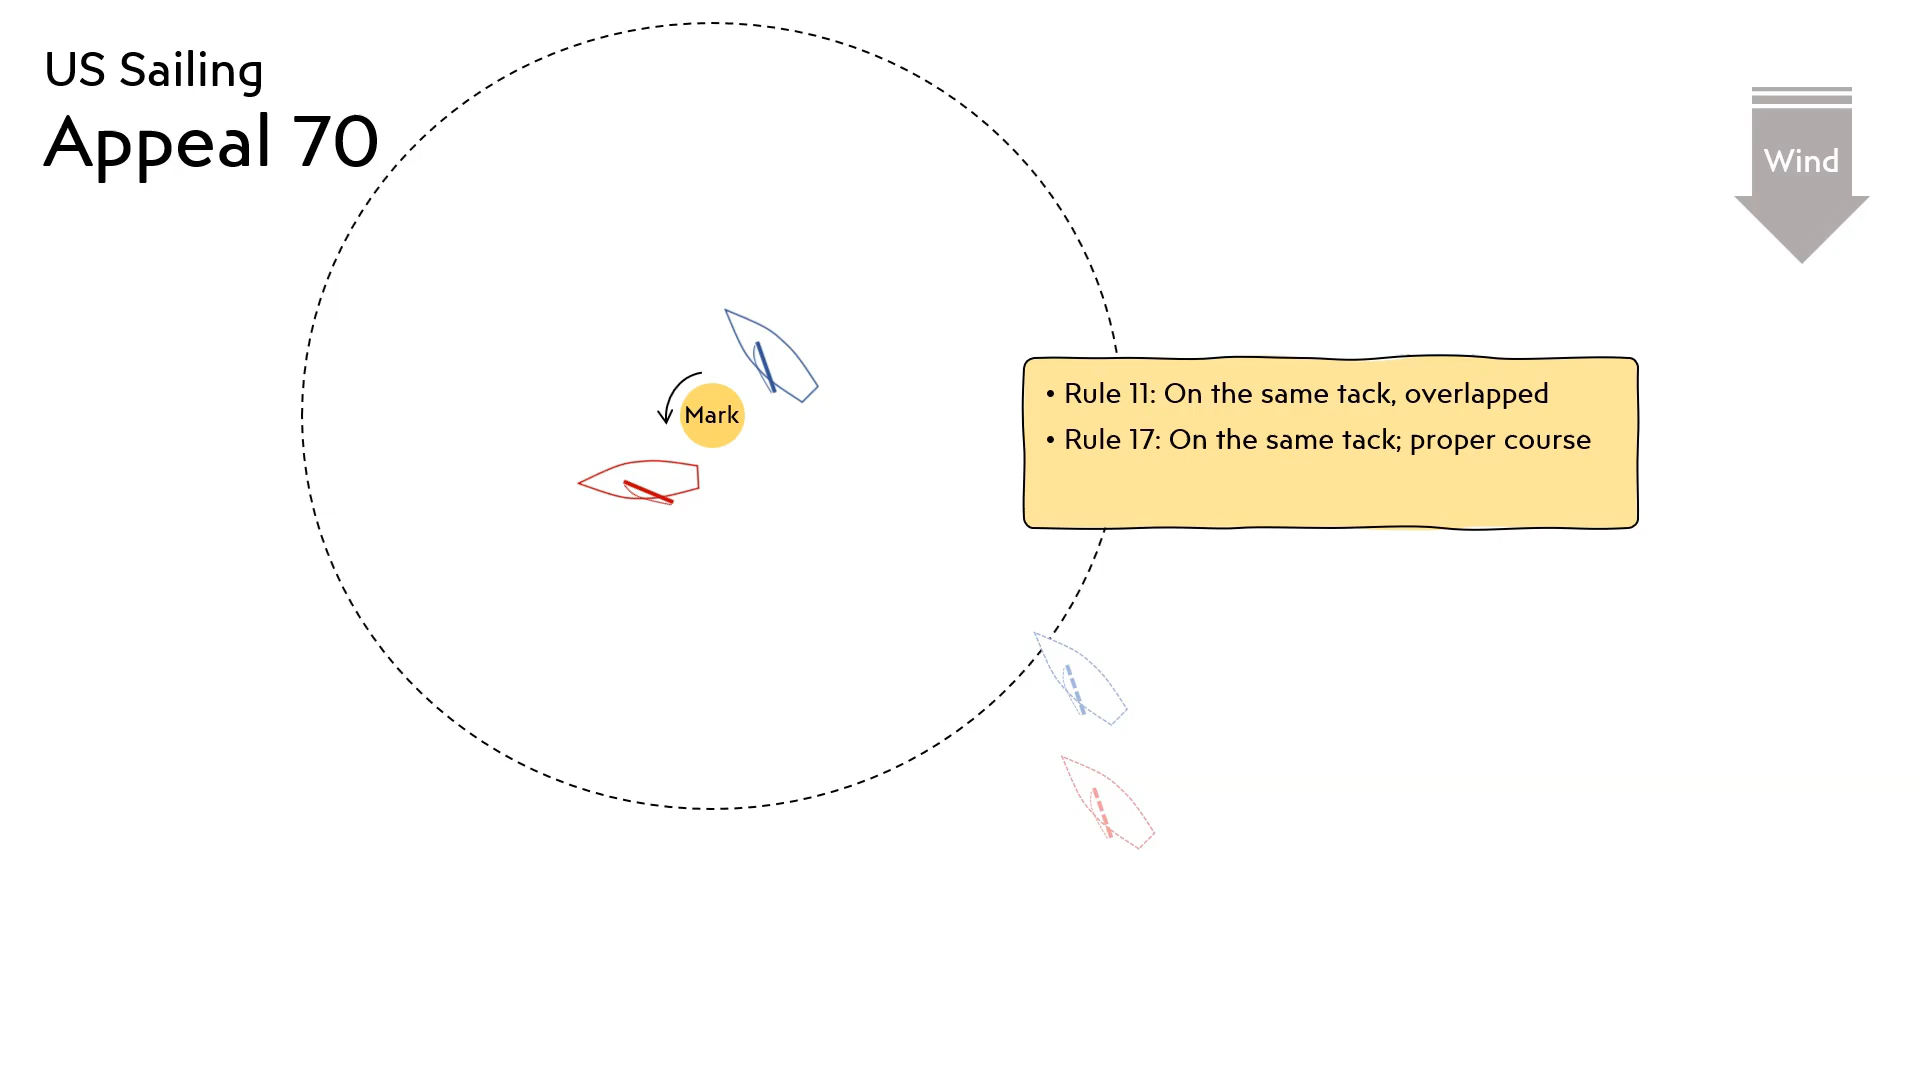 US Sailing
Appeal 70
Wind
Mark
• Rule 11: On the same tack, overlapped
• Rule 17: On the same tack; proper course